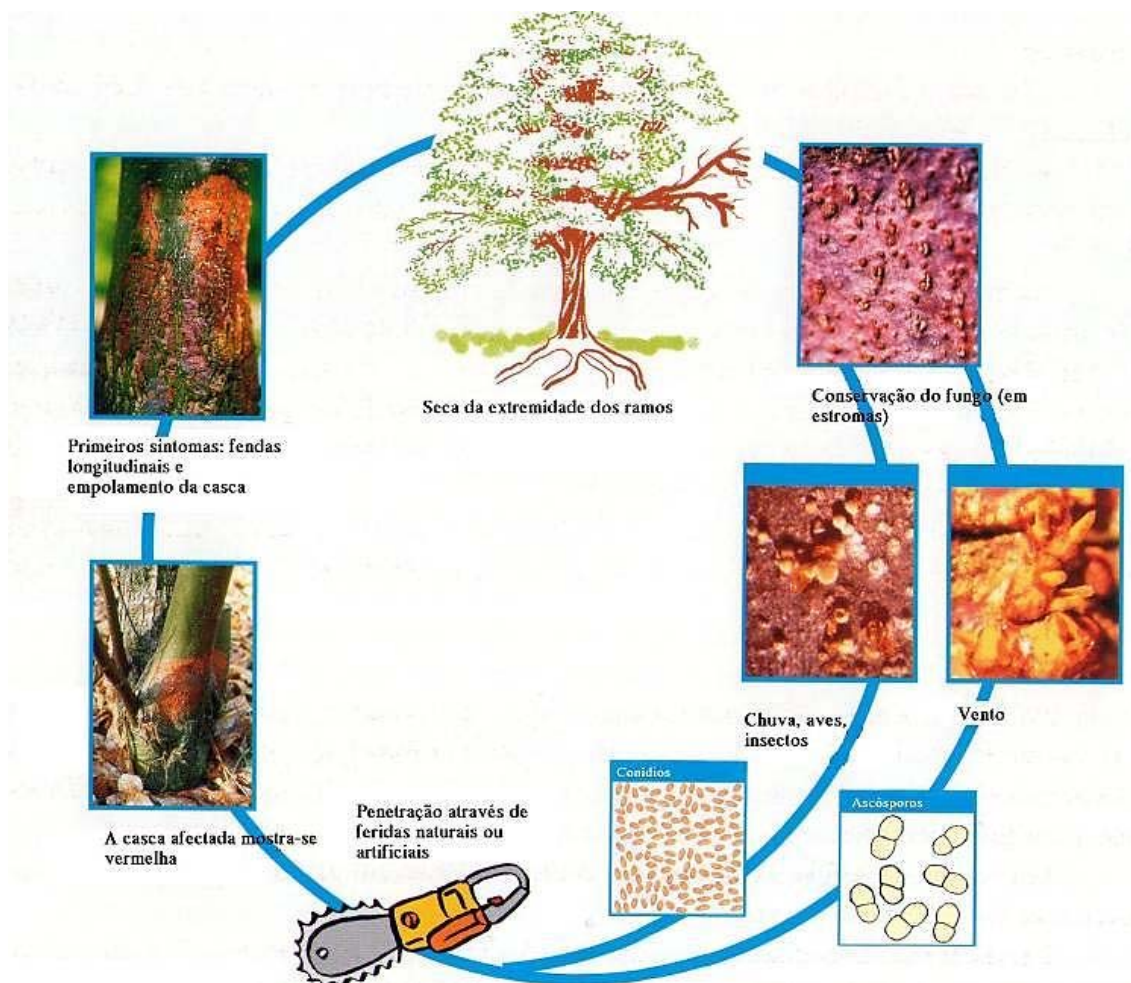 Seca da extremidade dos ramos
Conservação do fungo (em
estromas)
Primeiros sintomas: fendas
longitudinais e
empolamento da casca
Chuva, aves,
insectos
Vento
Conídios
Ascósporos
A casca afectada mostra-se
vermelha
Penetração através de
feridas naturais ou
artificiais